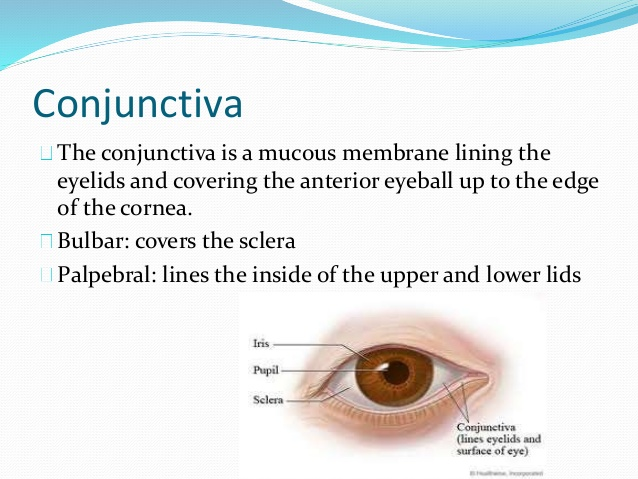 Conjunctiva
The conjunctiva is a mucous membrane lining the
eyelids and covering the anterior eyeball up to the edge
of the cornea.
Bulbar: covers the sclera
Palpebral: lines the inside of the upper and lower lids
Iris
Pupil
Sclera
Conjunctiva
(lines eyelids and
surface of eye)
© Healthwise, Incorporated